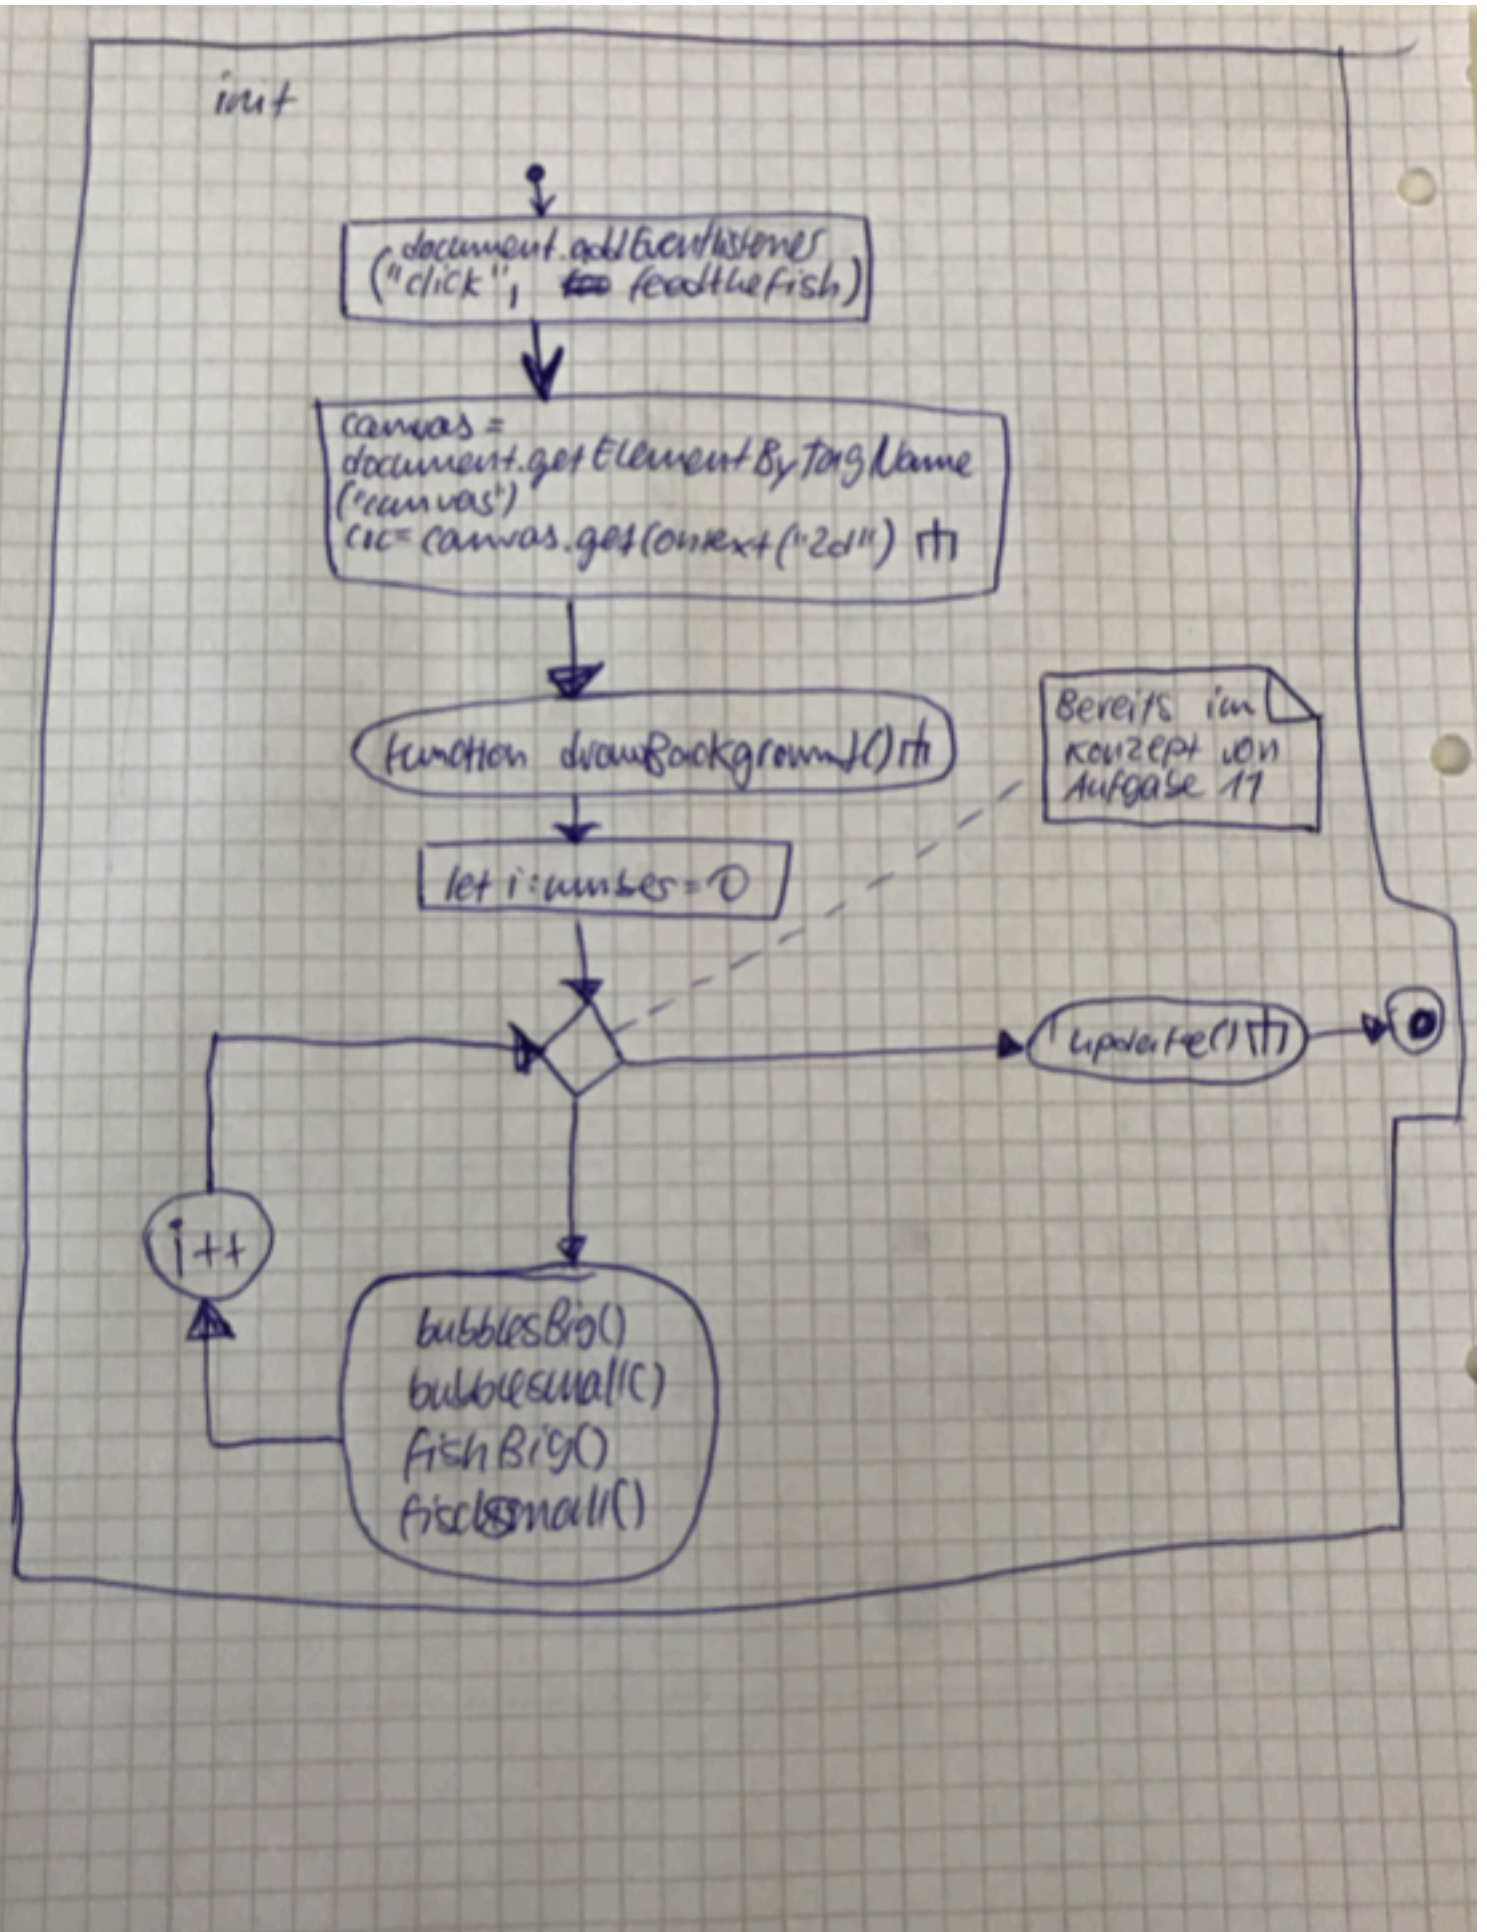 init
document.addEventlistener
("click", feedthefish)
canvas =
document.getElementByTagName
("canvas")
crc= canvas.getContext("2d")
function drawBackground()
Bereits im
Konzept von
Aufgabe 11
let i:number=0
update()
i++
bubblesBig()
bubblesmall()
fishBig()
fischsmall()